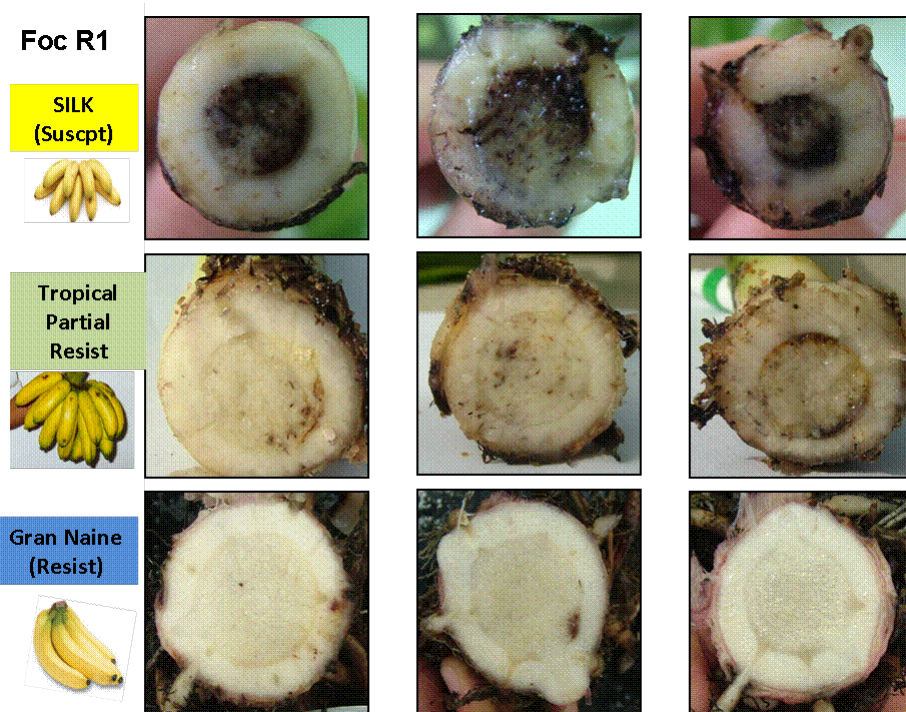 Foc R1
SILK
(Suscpt)
Tropical
Partial
Resist
Gran Naine
(Resist)